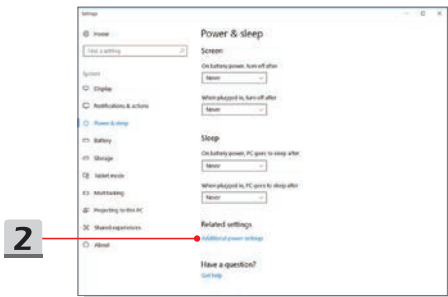 Settings
Home
Find a setting
System
Display
Notifications & actions
Power & sleep
Battery
Storage
Tablet mode
Multitasking
Projecting to this PC
Shared experiences
About
Power & sleep
Screen
On battery power, turn off after
Never
When plugged in, turn off after
Never
Sleep
On battery power, PC goes to sleep after
Never
When plugged in, PC goes to sleep after
Never
Related settings
Additional power settings
Have a question?
Get help
2